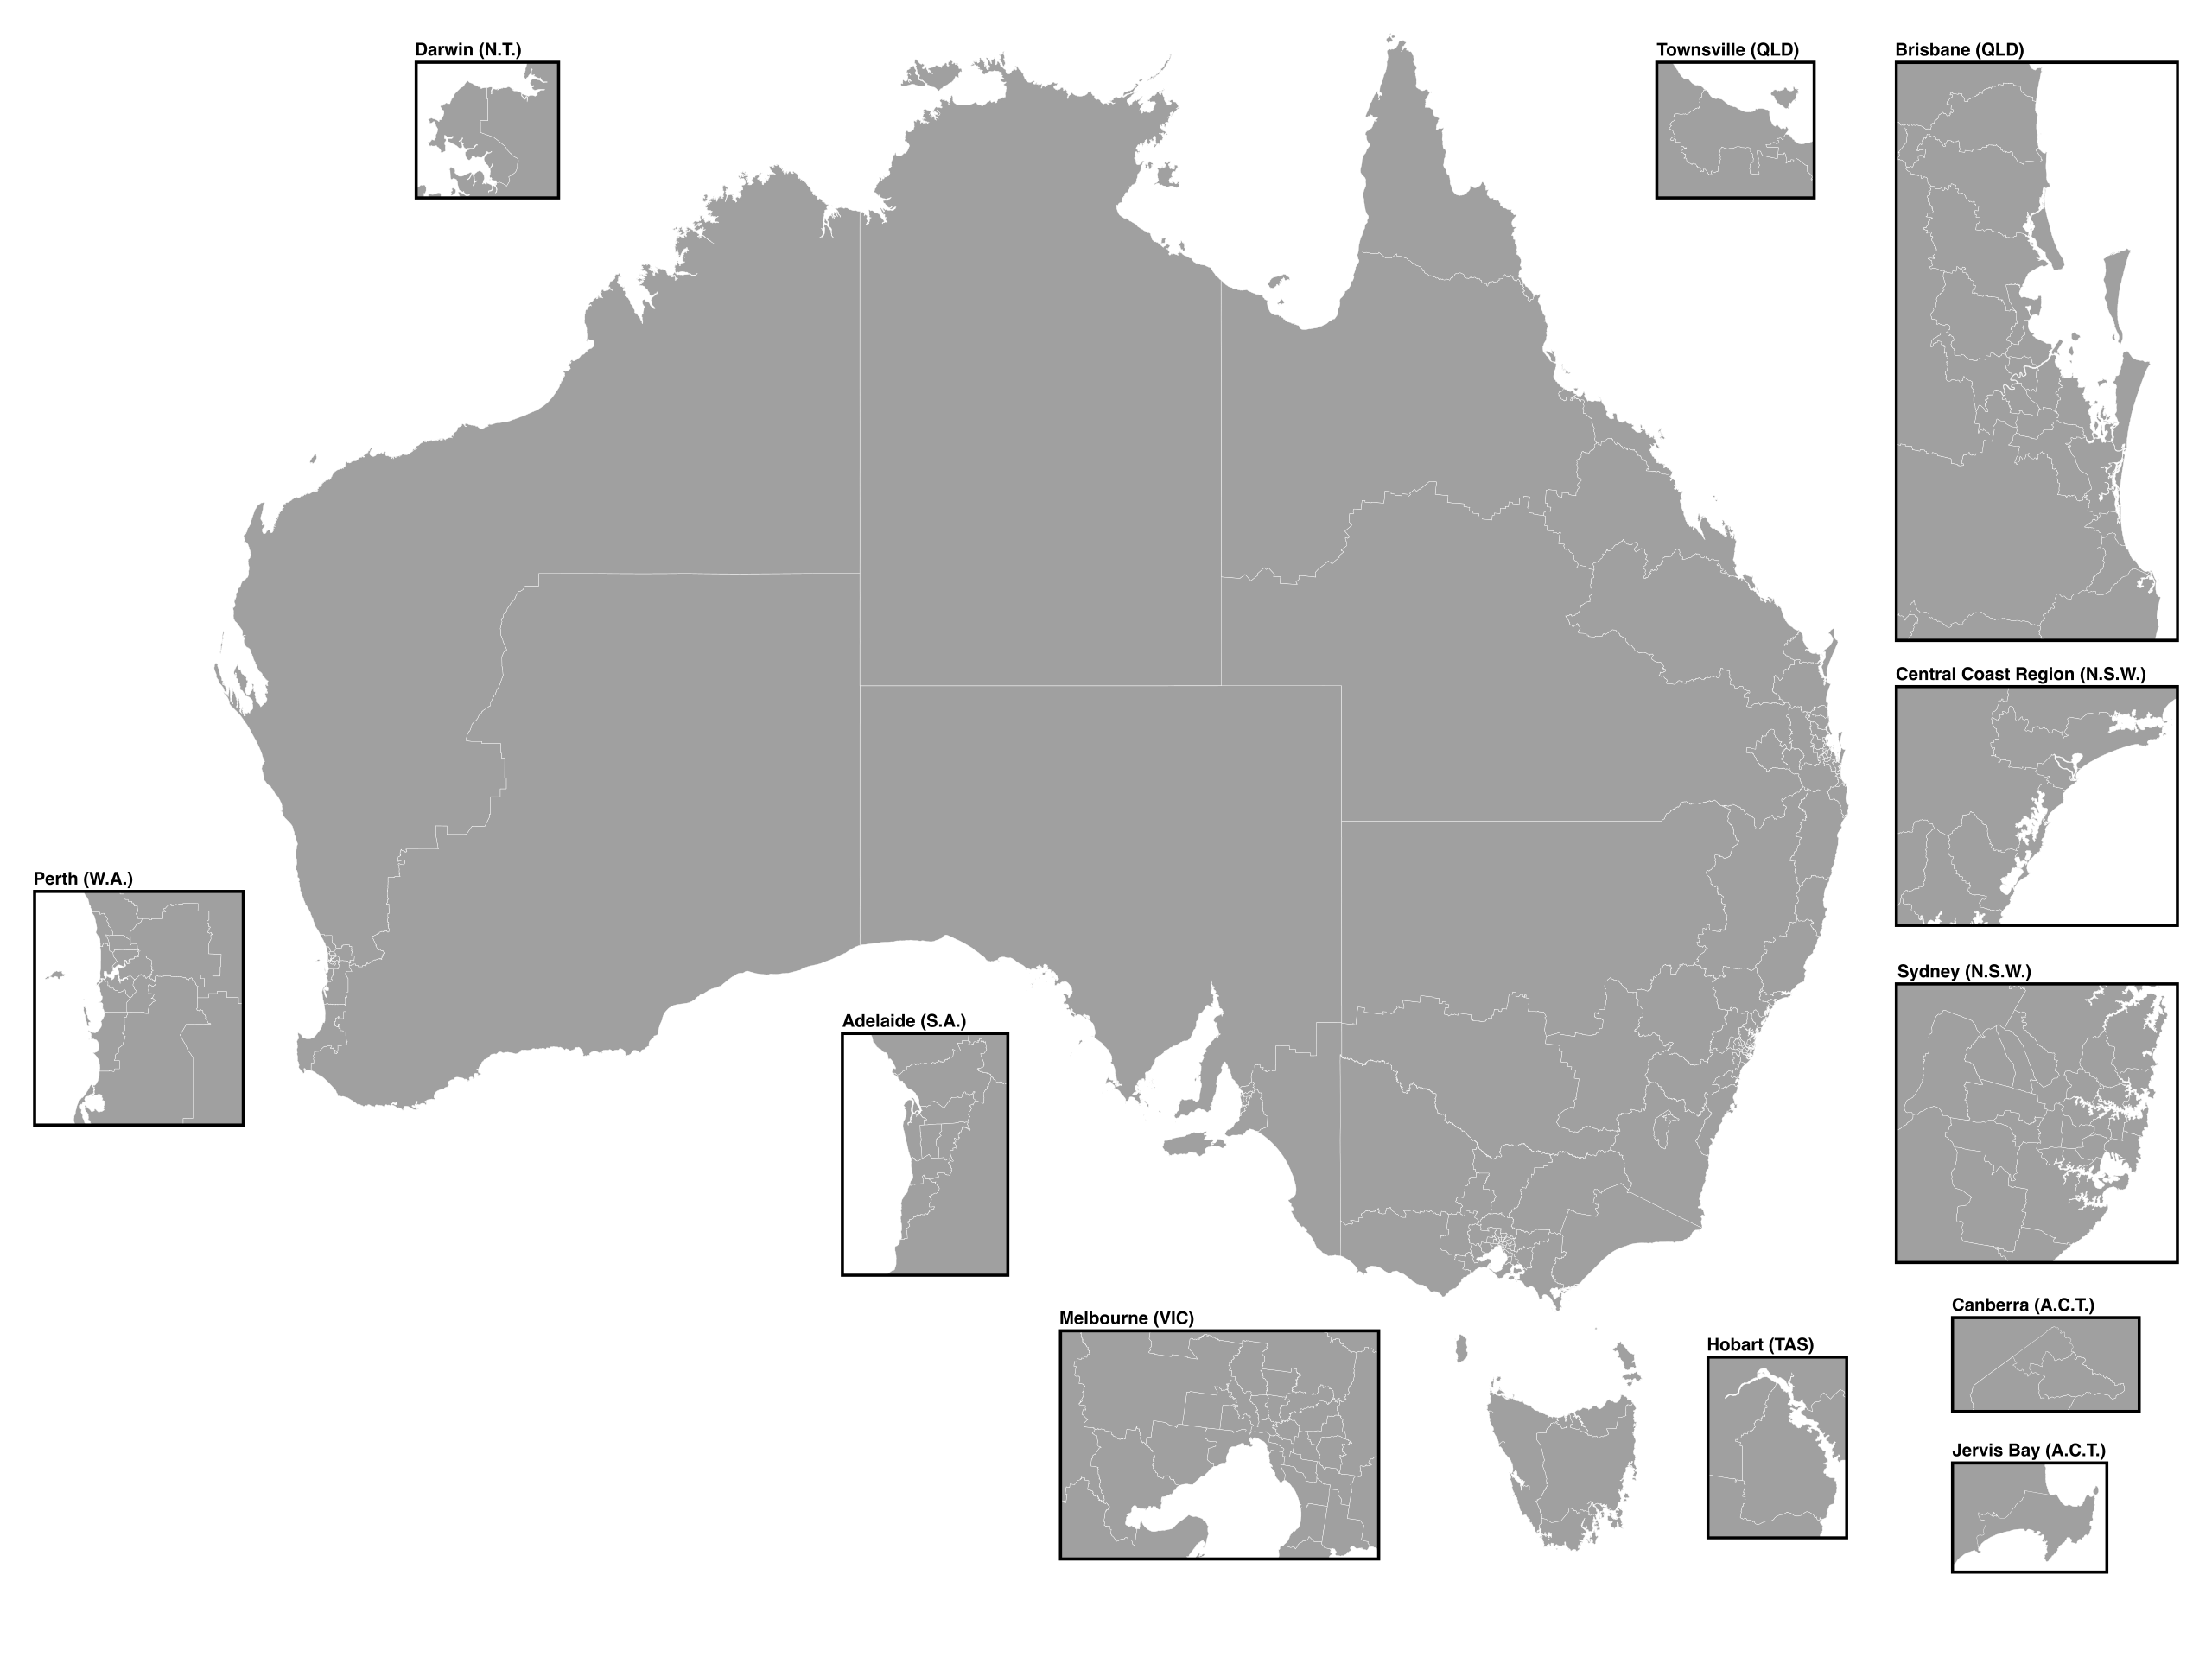 Darwin (N.T.)
Townsville (QLD)
Brisbane (QLD)
Central Coast Region (N.S.W.)
Perth (W.A.)
Sydney (N.S.W.)
Adelaide (S.A.)
Canberra (A.C.T.)
Melbourne (VIC)
Hobart (TAS)
Jervis Bay (A.C.T.)